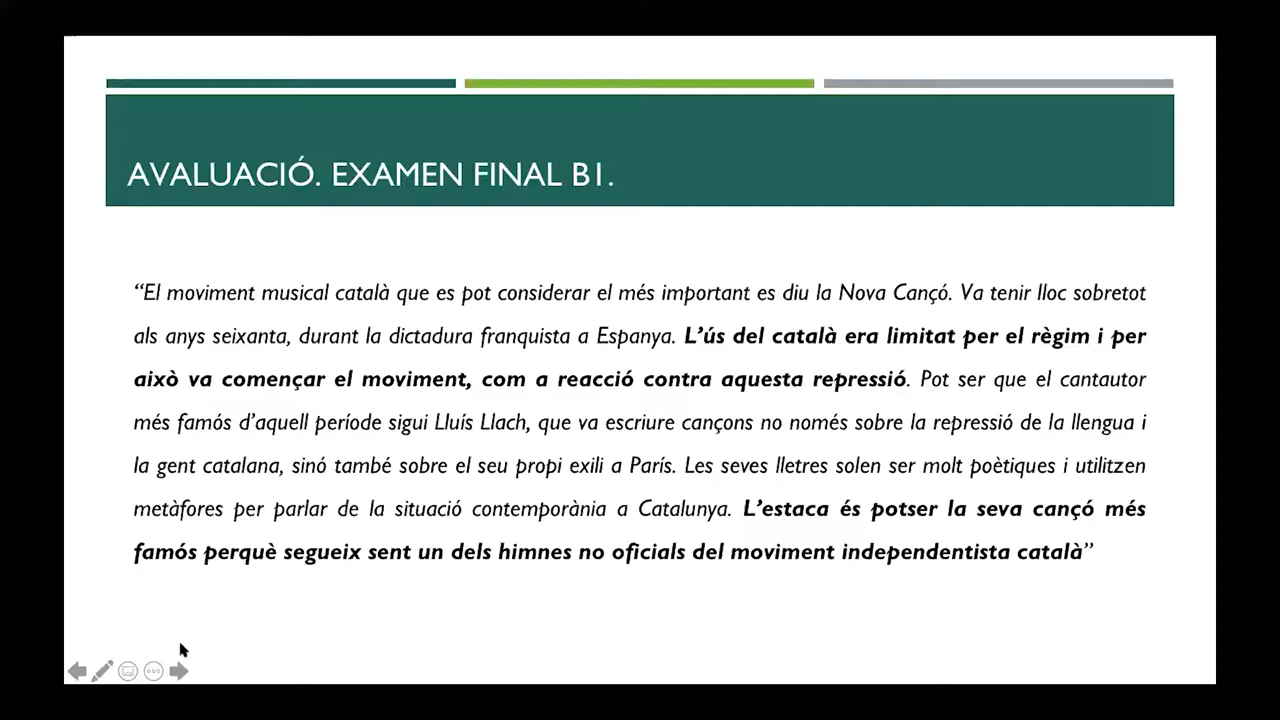 AVALUACIÓ. EXAMEN FINAL B1.
“El moviment musical català que es pot considerar el més important es diu la Nova Cançó. Va tenir lloc sobretot
als anys seixanta, durant la dictadura franquista a Espanya. L’ús del català era limitat per el règim i per
això va començar el moviment, com a reacció contra aquesta repressió. Pot ser que el cantautor
més famós d’aquell període sigui Lluís Llach, que va escriure cançons no només sobre la repressió de la llengua i
la gent catalana, sinó també sobre el seu propi exili a París. Les seves lletres solen ser molt poètiques i utilitzen
metàfores per parlar de la situació contemporània a Catalunya. L’estaca és potser la seva cançó més
famós perquè segueix sent un dels himnes no oficials del moviment independentista català”